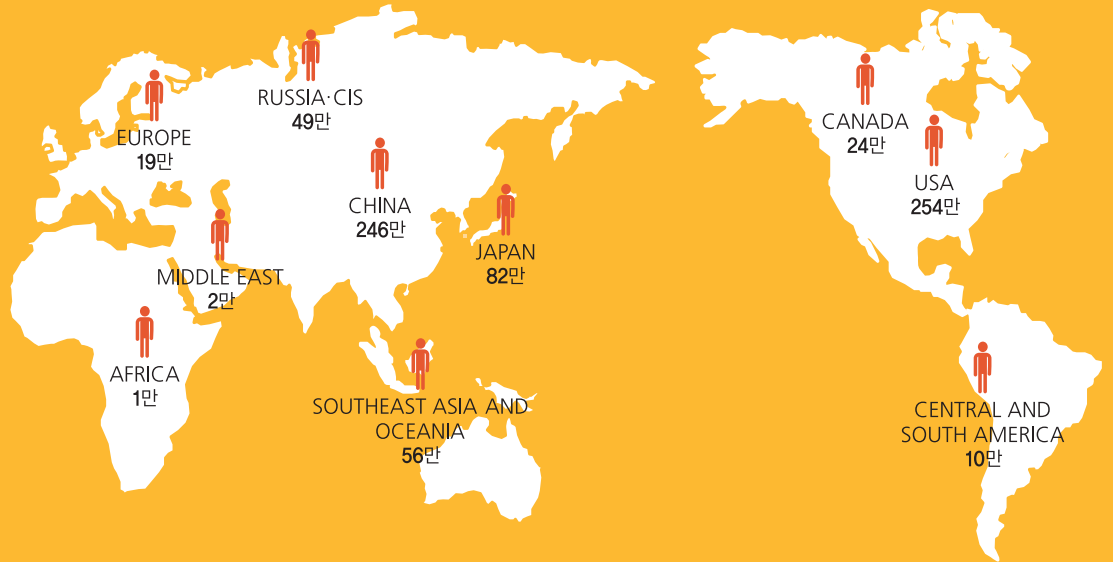 RUSSIA·CIS
49만
EUROPE
19만
CHINA
246만
JAPAN
82만
MIDDLE EAST
2만
AFRICA
1만
SOUTHEAST ASIA AND
OCEANIA
56만
CANADA
24만
USA
254만
CENTRAL AND
SOUTH AMERICA
10만